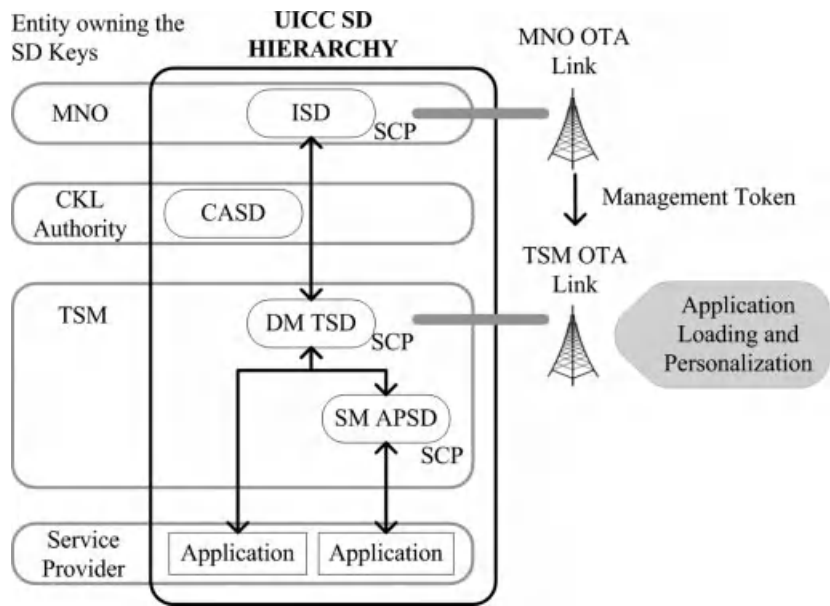 Entity owning the
SD Keys
UICC SD
HIERARCHY
MNO OTA
Link
MNO
ISD
SCP
CKL
Authority
CASD
Management Token
TSM OTA
Link
TSM
DM TSD
SCP
Application
Loading and
Personalization
SM APSD
SCP
Service
Provider
Application
Application